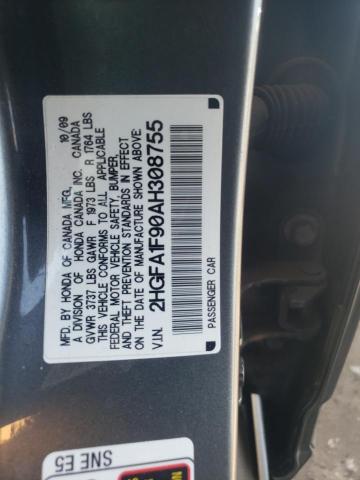 MFD. BY HONDA OF CANADA MFG., 10/09
A DIVISION OF HONDA CANADA INC. CANADA
GVWR 3737 LBS GAWR F 1973 LBS R 1764 LBS
THIS VEHICLE CONFORMS TO ALL APPLICABLE
FEDERAL MOTOR VEHICLE SAFETY, BUMPER,
AND THEFT PREVENTION STANDARDS IN EFFECT
ON THE DATE OF MANUFACTURE SHOWN ABOVE.
V.I.N. 2HGFA1F90AH308755
PASSENGER CAR
SNE E5